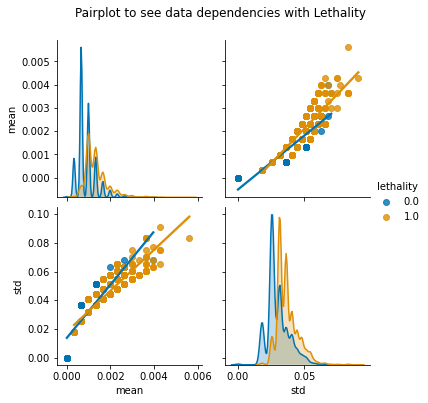 Pairplot to see data dependencies with Lethality
0.005
0.004
0.003
0.002
0.001
0.000
mean
lethality
0.0
1.0
0.10
0.08
0.06
0.04
0.02
0.00
std
0.000 0.002 0.004 0.006
mean
0.00 0.05
std